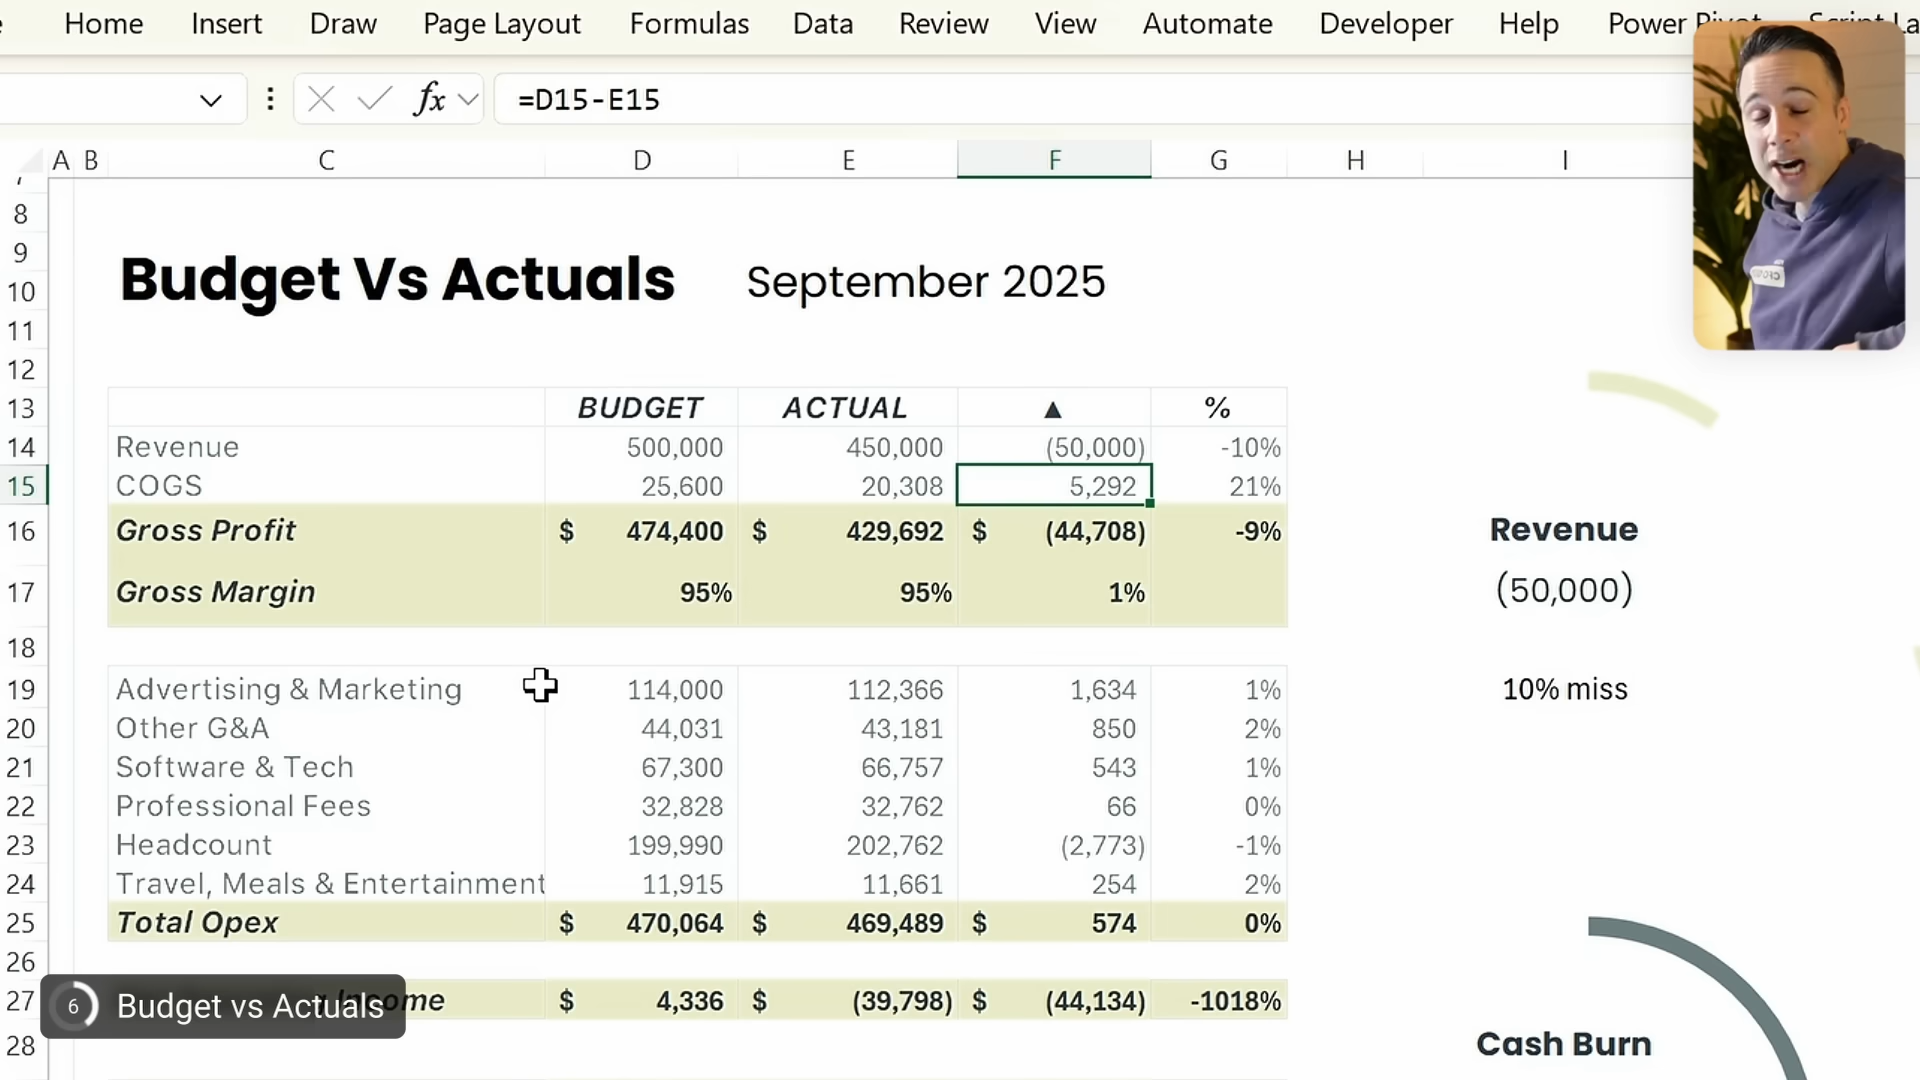 Home Insert Draw Page Layout Formulas Data Review View Automate Developer Help Power Pivot Script La
fx =D15-E15
A B C D E F G H I
8
9
Budget Vs Actuals September 2025
10
11
12
13 BUDGET ACTUAL ▲ %
14 Revenue 500,000 450,000 (50,000) -10%
15 COGS 25,600 20,308 5,292 21%
16 Gross Profit $ 474,400 $ 429,692 $ (44,708) -9%
Revenue
17 Gross Margin 95% 95% 1%
(50,000)
18
19 Advertising & Marketing 114,000 112,366 1,634 1%
10% miss
20 Other G&A 44,031 43,181 850 2%
21 Software & Tech 67,300 66,757 543 1%
22 Professional Fees 32,828 32,762 66 0%
23 Headcount 199,990 202,762 (2,773) -1%
24 Travel, Meals & Entertainment 11,915 11,661 254 2%
25 Total Opex $ 470,064 $ 469,489 $ 574 0%
26
27 ome $ 4,336 $ (39,798) $ (44,134) -1018%
6 Budget vs Actuals
28
Cash Burn